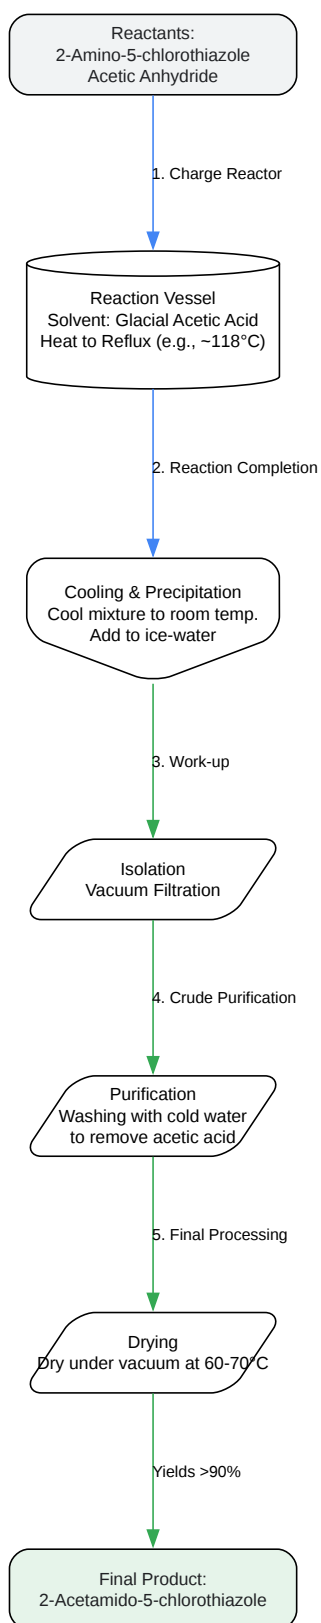 Reactants:
2-Amino-5-chlorothiazole
Acetic Anhydride
1. Charge Reactor
Reaction Vessel
Solvent: Glacial Acetic Acid
Heat to Reflux (e.g., ~118°C)
2. Reaction Completion
Cooling & Precipitation
Cool mixture to room temp.
Add to ice-water
3. Work-up
Isolation
Vacuum Filtration
4. Crude Purification
Purification
Washing with cold water
to remove acetic acid
5. Final Processing
Drying
Dry under vacuum at 60-70°C
Yields >90%
Final Product:
2-Acetamido-5-chlorothiazole